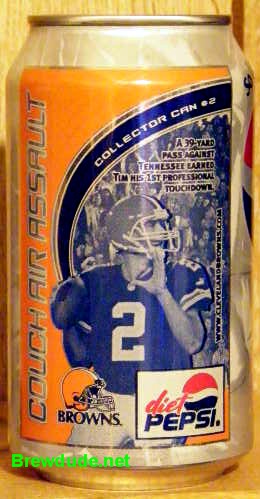 COUCH AIR ASSAULT
COLLECTOR CAN #2
A 39-YARD
PASS AGAINST
TENNESSEE EARNED
TIM HIS 1ST PROFESSIONAL
TOUCHDOWN.
WWW.CLEVELANDBROWNS.COM
2
BROWNS
diet
PEPSI
Brewdude.net